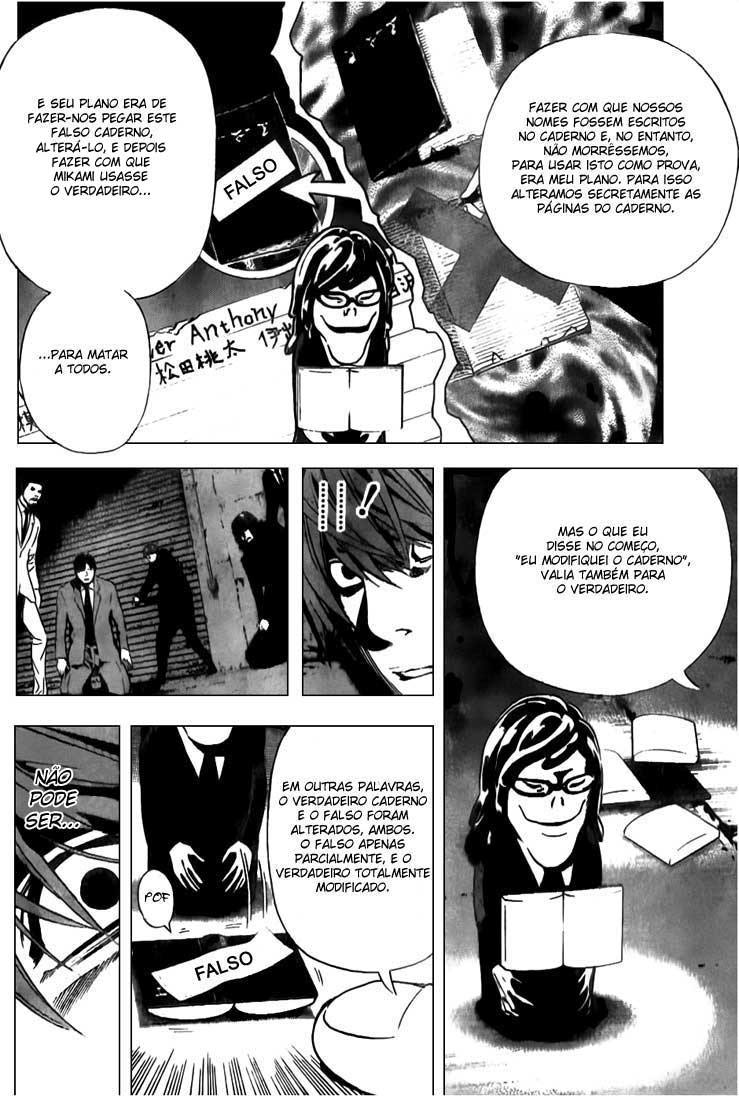 FAZER COM QUE NOSSOS
NOMES FOSSEM ESCRITOS
NO CADERNO E, NO ENTANTO,
NÃO MORRÊSSEMOS,
PARA USAR ISTO COMO PROVA,
ERA MEU PLANO. PARA ISSO
ALTERAMOS SECRETAMENTE AS
PÁGINAS DO CADERNO.
E SEU PLANO ERA DE
FAZER-NOS PEGAR ESTE
FALSO CADERNO,
ALTERÁ-LO, E DEPOIS
FAZER COM QUE
MIKAMI USASSE
O VERDADEIRO...
FALSO
Anthony
松田桃太
...PARA MATAR
A TODOS.
MAS O QUE EU
DISSE NO COMEÇO,
"EU MODIFIQUEI O CADERNO",
VALIA TAMBÉM PARA
O VERDADEIRO.
!!
EM OUTRAS PALAVRAS,
O VERDADEIRO CADERNO
E O FALSO FORAM
ALTERADOS, AMBOS.
O FALSO APENAS
PARCIALMENTE, E O
VERDADEIRO TOTALMENTE
MODIFICADO.
POF
FALSO
NÃO
PODE
SER...